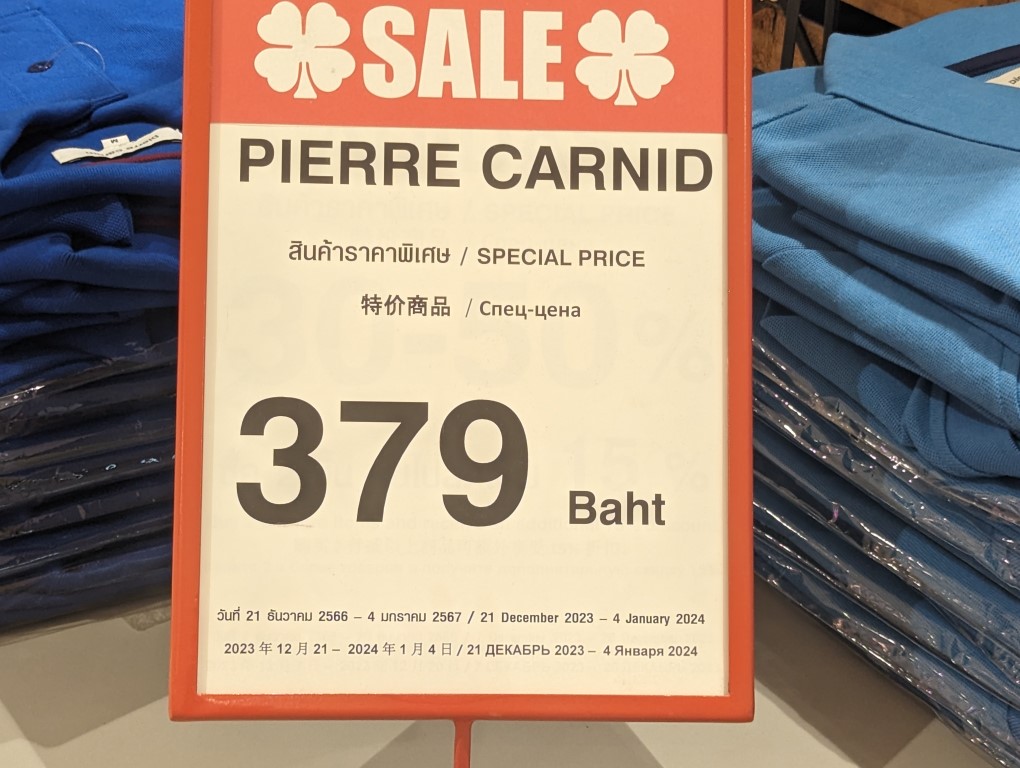 SALE
PIERRE CARNID
สินค้าราคาพิเศษ / SPECIAL PRICE
特价商品 / Спец-цена
379 Baht
วันที่ 21 ธันวาคม 2566 – 4 มกราคม 2567 / 21 December 2023 – 4 January 2024
2023 年 12 月 21 – 2024 年 1 月 4 日 / 21 ДЕКАБРЬ 2023 – 4 Января 2024
M